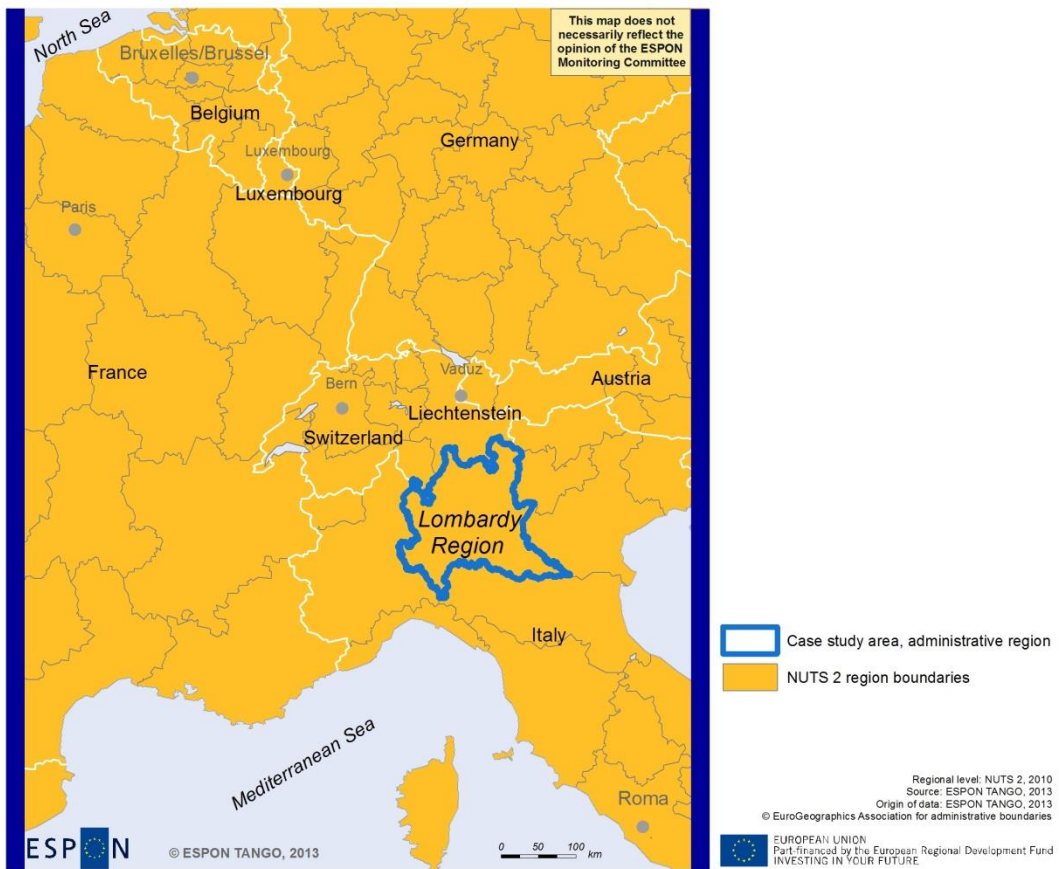 This map does not
necessarily reflect the
opinion of the ESPON
Monitoring Committee
North Sea
Bruxelles/Brussel
Belgium
Germany
Luxembourg
Luxembourg
Paris
France
Bern
Vaduz
Austria
Liechtenstein
Switzerland
Lombardy
Region
Italy
Mediterranean Sea
Roma
Case study area, administrative region
NUTS 2 region boundaries
Regional level: NUTS 2, 2010
Source: ESPON TANGO, 2013
Origin of data: ESPON TANGO, 2013
© EuroGeographics Association for administrative boundaries
ESPON
© ESPON TANGO, 2013
0 50 100
km
EUROPEAN UNION
Part-financed by the European Regional Development Fund
INVESTING IN YOUR FUTURE